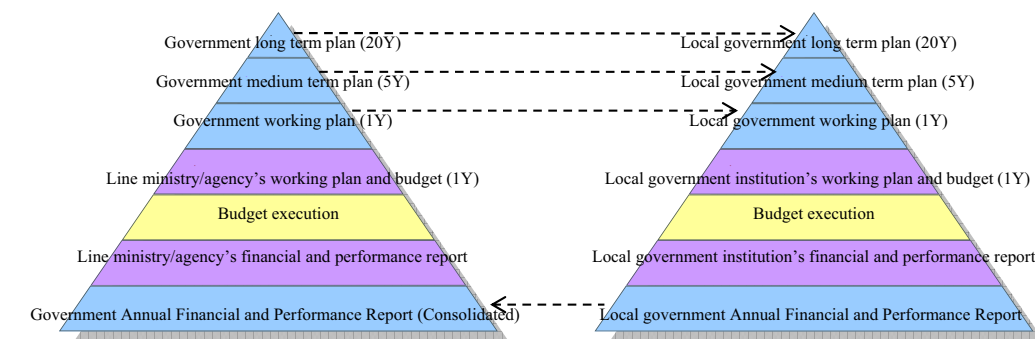 Government long term plan (20Y)
Government medium term plan (5Y)
Government working plan (1Y)
Line ministry/agency’s working plan and budget (1Y)
Budget execution
Line ministry/agency’s financial and performance report
Government Annual Financial and Performance Report (Consolidated)
Local government long term plan (20Y)
Local government medium term plan (5Y)
Local government working plan (1Y)
Local government institution’s working plan and budget (1Y)
Budget execution
Local government institution’s financial and performance report
Local government Annual Financial and Performance Report